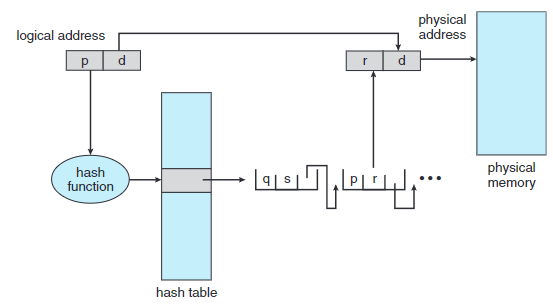 logical address
physical
address
p d
r d
hash
function
q s
p r
•••
physical
memory
hash table